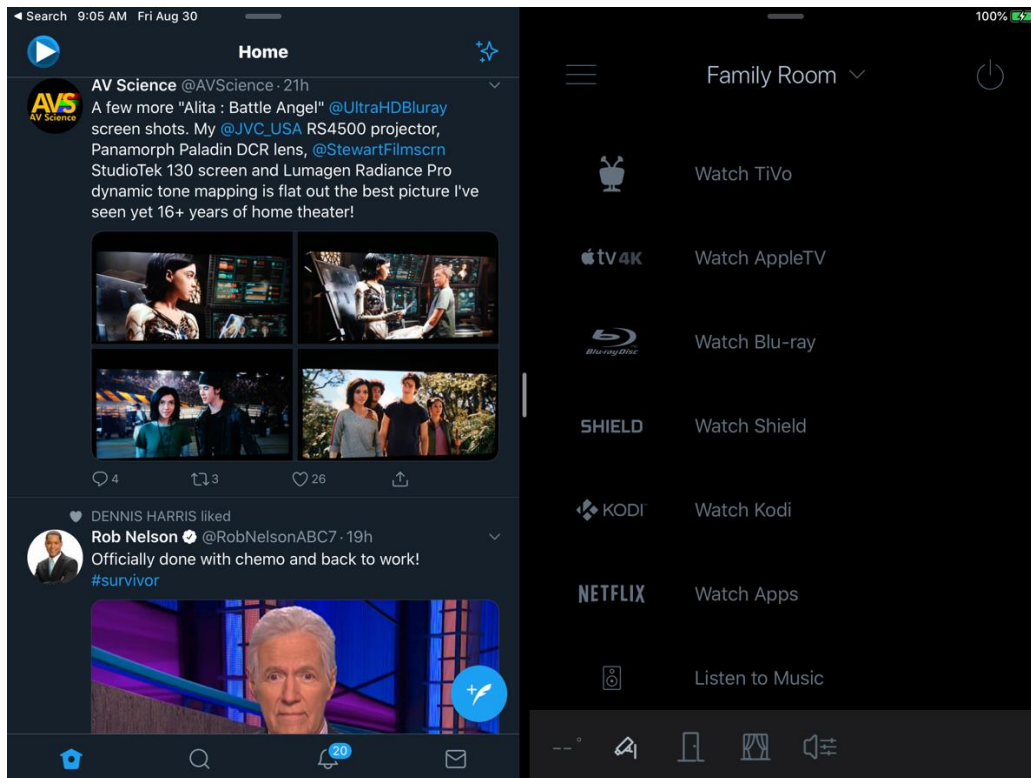 ◀ Search 9:05 AM Fri Aug 30
100%
Home
AV Science @AVScience · 21h
AVS
AV Science
A few more "Alita : Battle Angel" @UltraHDBluray
screen shots. My @JVC_USA RS4500 projector,
Panamorph Paladin DCR lens, @StewartFilmscrn
StudioTek 130 screen and Lumagen Radiance Pro
dynamic tone mapping is flat out the best picture I've
seen yet 16+ years of home theater!
4 3 26
DENNIS HARRIS liked
Rob Nelson @RobNelsonABC7 · 19h
Officially done with chemo and back to work!
#survivor
20
Family Room
Watch TiVo
tv 4K Watch AppleTV
Blu-ray Disc Watch Blu-ray
SHIELD Watch Shield
KODI Watch Kodi
NETFLIX Watch Apps
Listen to Music
--°